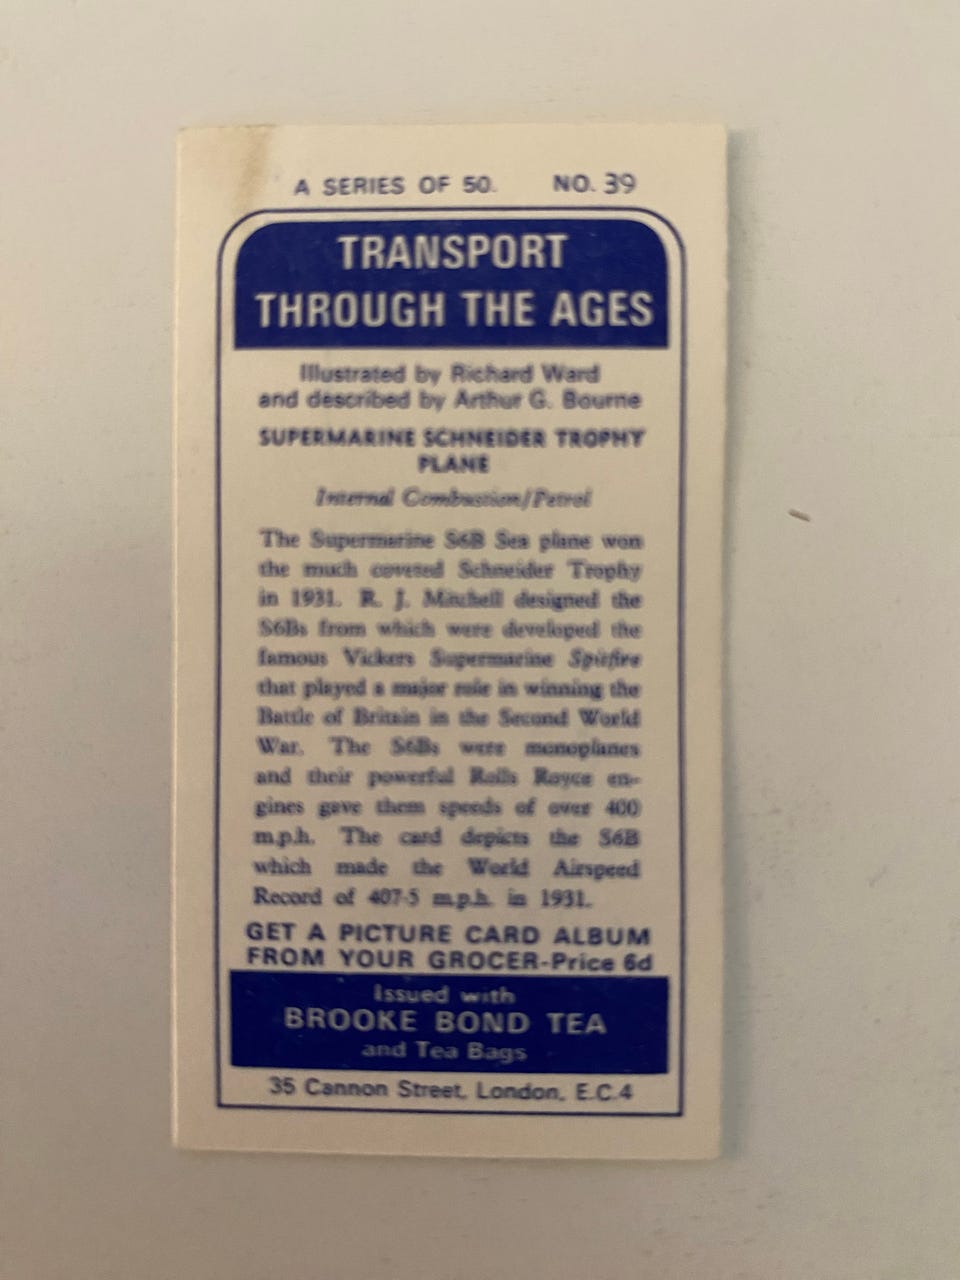 A SERIES OF 50. NO. 39
TRANSPORT
THROUGH THE AGES
Illustrated by Richard Ward
and described by Arthur G. Bourne
SUPERMARINE SCHNEIDER TROPHY
PLANE
Internal Combustion/Petrol
The Supermarine S6B Sea plane won
the much coveted Schneider Trophy
in 1931. R. J. Mitchell designed the
S6Bs from which were developed the
famous Vickers Supermarine Spitfire
that played a major role in winning the
Battle of Britain in the Second World
War. The S6Bs were monoplanes
and their powerful Rolls Royce en-
gines gave them speeds of over 400
m.p.h. The card depicts the S6B
which made the World Airspeed
Record of 407·5 m.p.h. in 1931.
GET A PICTURE CARD ALBUM
FROM YOUR GROCER-Price 6d
Issued with
BROOKE BOND TEA
and Tea Bags
35 Cannon Street, London, E.C.4